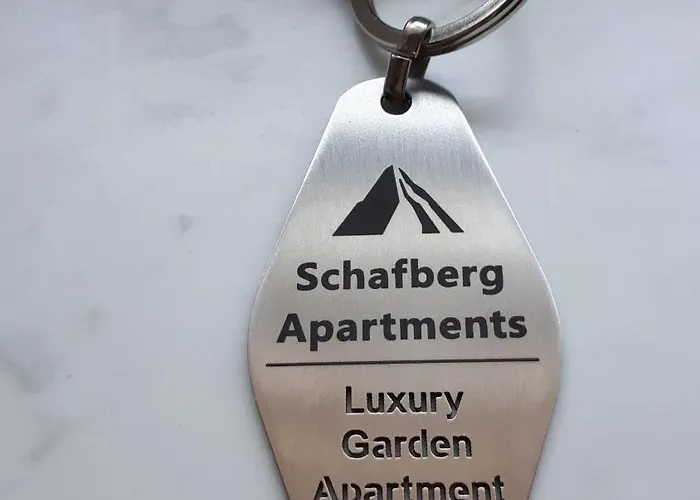 Schafberg
Apartments
Luxury
Garden
Apartment